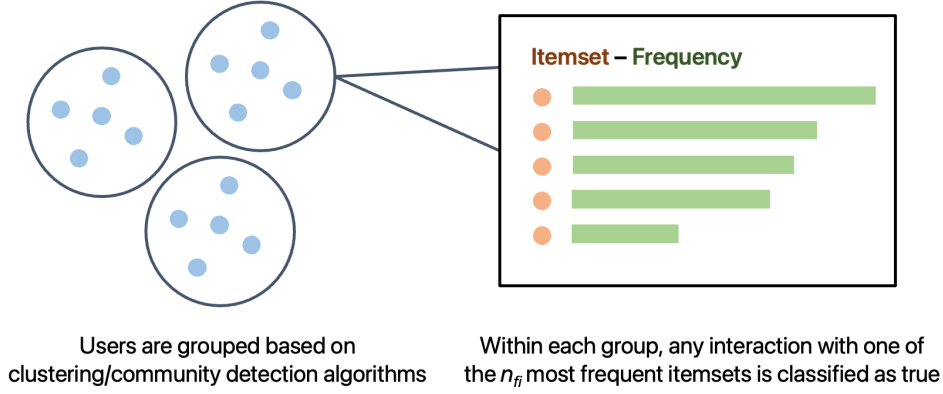 Itemset – Frequency
Users are grouped based on
clustering/community detection algorithms
Within each group, any interaction with one of
the nfi most frequent itemsets is classified as true